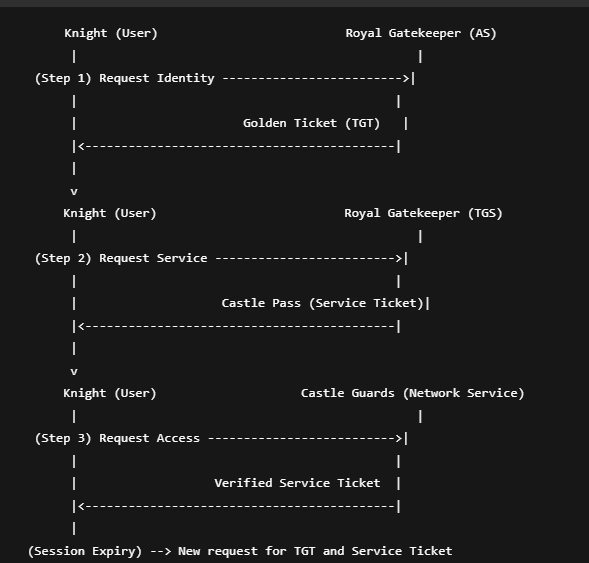 Knight (User) Royal Gatekeeper (AS)
(Step 1) Request Identity ------------------------->|
Golden Ticket (TGT) |
|<-------------------------------------------|
v
Knight (User) Royal Gatekeeper (TGS)
(Step 2) Request Service ------------------------->|
Castle Pass (Service Ticket)|
|<-------------------------------------------|
v
Knight (User) Castle Guards (Network Service)
(Step 3) Request Access -------------------------->|
Verified Service Ticket |
|<-------------------------------------------|
(Session Expiry) --> New request for TGT and Service Ticket